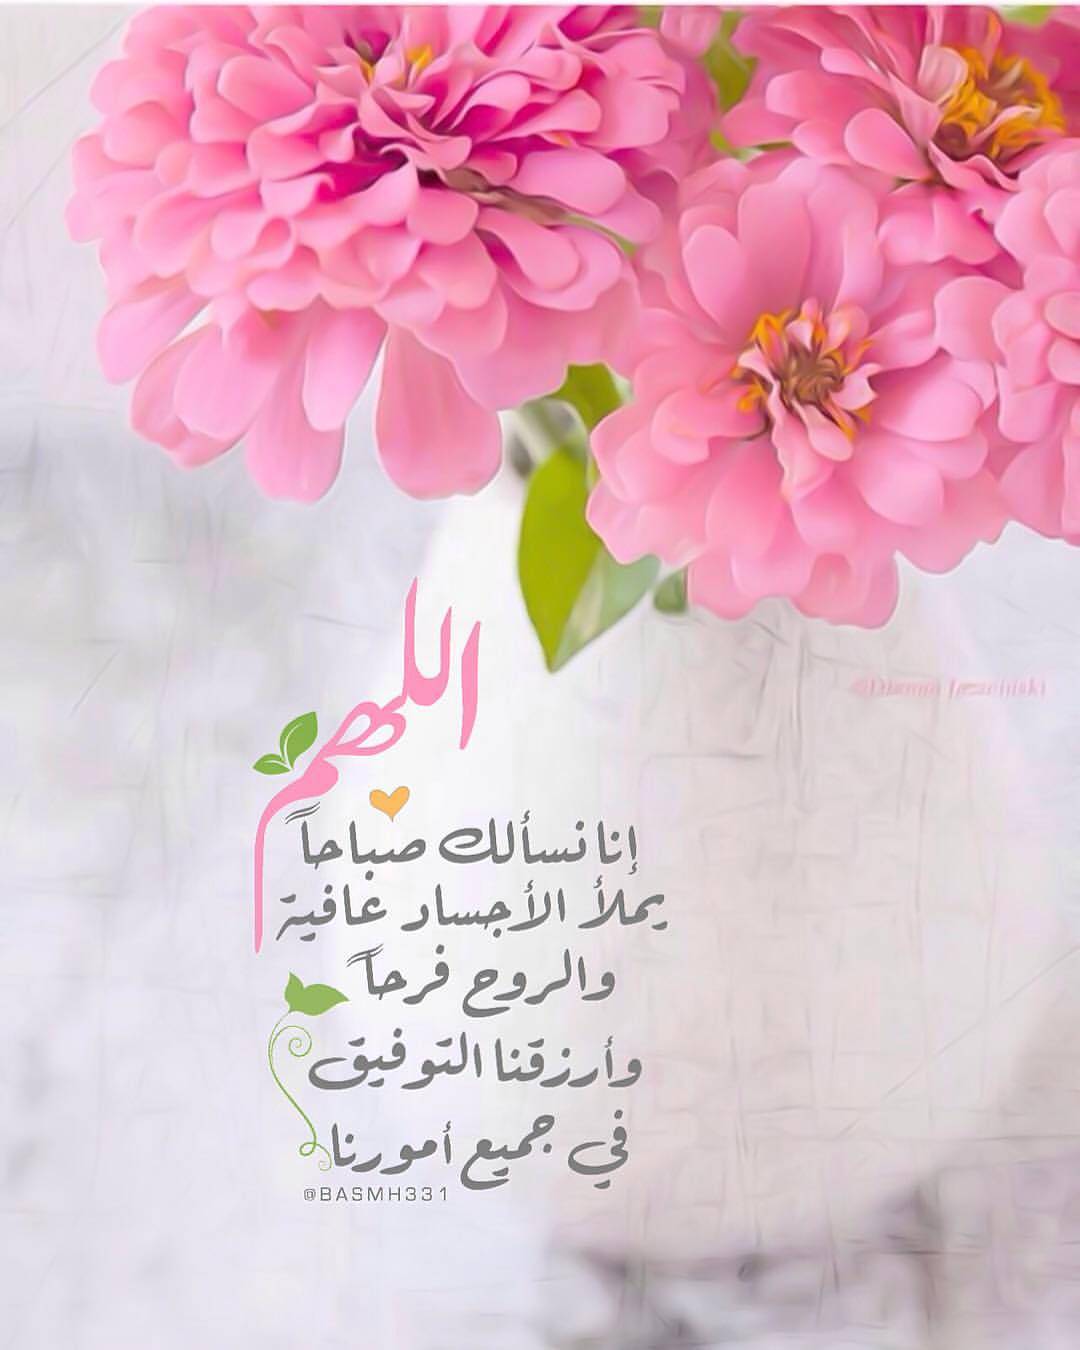 اللهم
إنا نسألك صباحاً
يملأ الأجساد عافية
والروح فرحاً
وأرزقنا التوفيق
في جميع أمورنا
@BASMH331